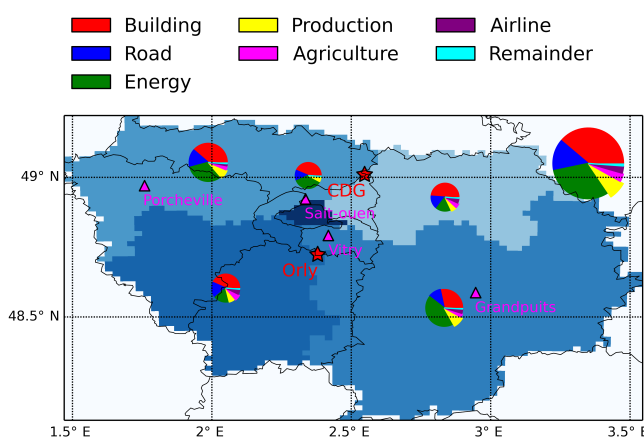 Building Production Airline
Road Agriculture Remainder
Energy
49° N
CDG
Porcheville
Sait-ouen
Vitry
Orly
48.5° N
Grandpuits
1.5° E 2° E 2.5° E 3° E 3.5° E